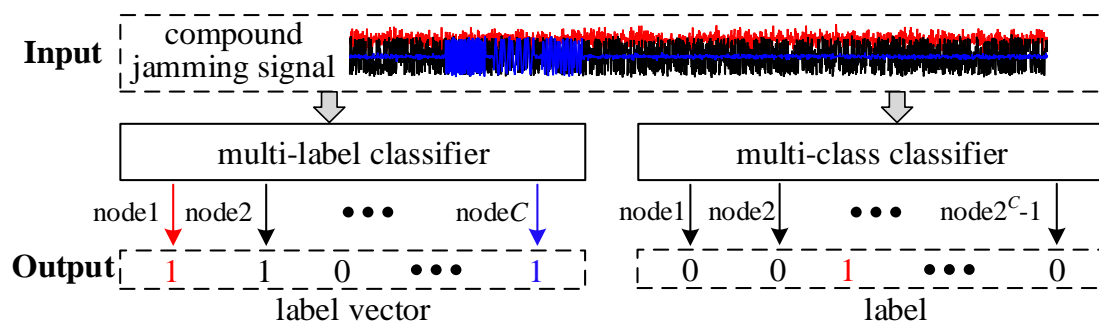 Input
compound
jamming signal
multi-label classifier
multi-class classifier
node1 node2 ••• nodeC
node1 node2 ••• node2^C-1
Output
1 1 0 ••• 1
0 0 1 ••• 0
label vector
label